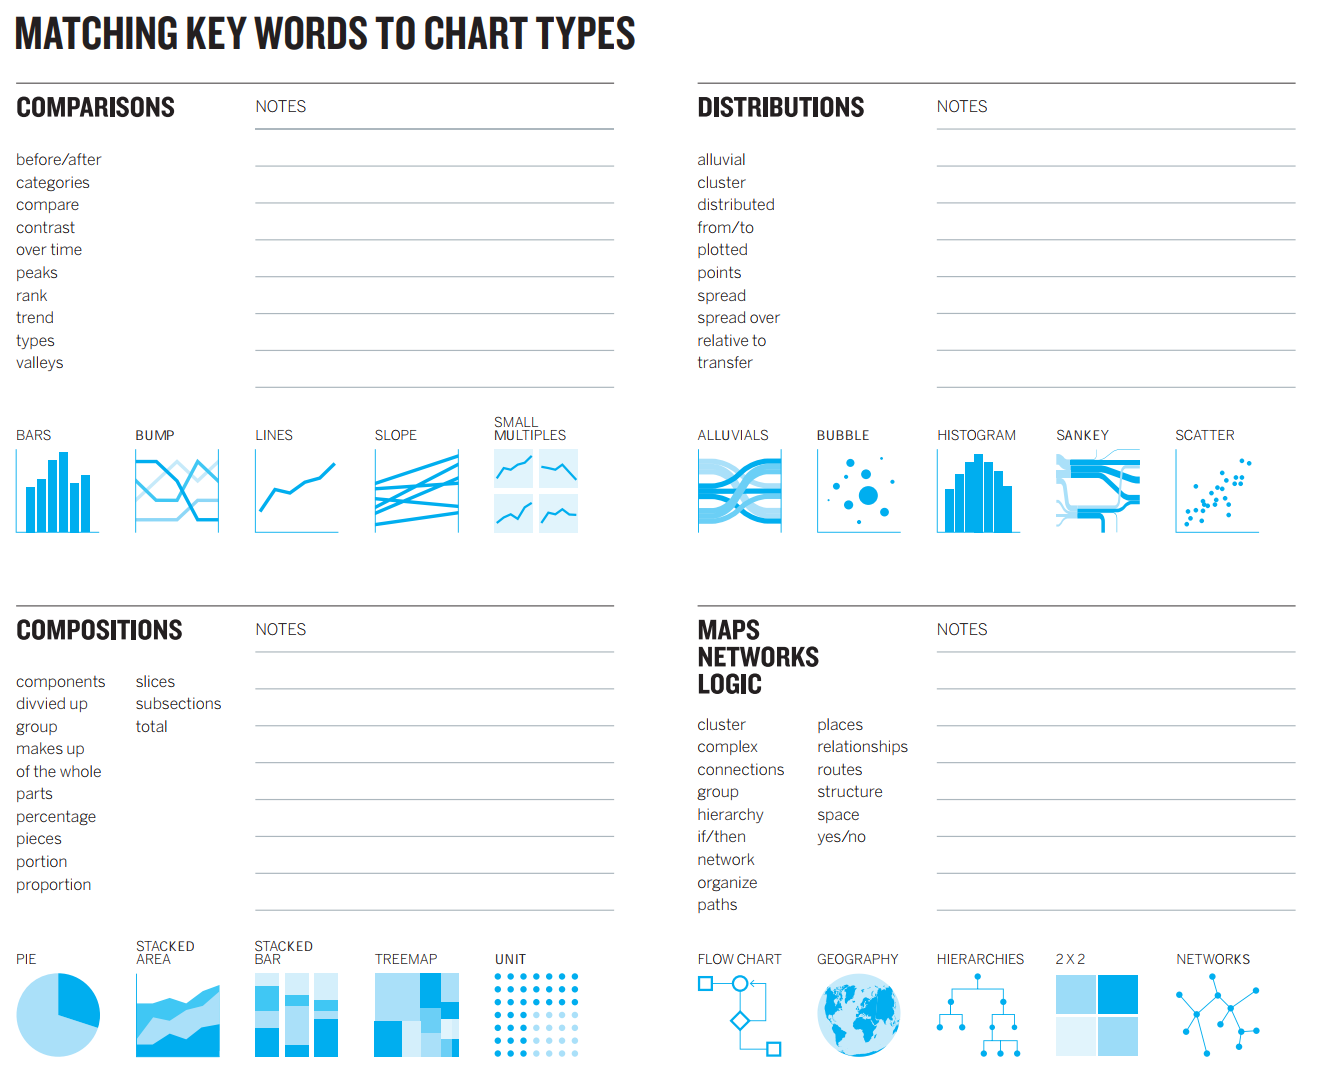 MATCHING KEY WORDS TO CHART TYPES
COMPARISONS
NOTES
before/after
categories
compare
contrast
over time
peaks
rank
trend
types
valleys
BARS
BUMP
LINES
SLOPE
SMALL
MULTIPLES
DISTRIBUTIONS
NOTES
alluvial
cluster
distributed
from/to
plotted
points
spread
spread over
relative to
transfer
ALLUVIALS
BUBBLE
HISTOGRAM
SANKEY
SCATTER
COMPOSITIONS
NOTES
components
divvied up
group
makes up
of the whole
parts
percentage
pieces
portion
proportion
slices
subsections
total
PIE
STACKED
AREA
STACKED
BAR
TREEMAP
UNIT
MAPS
NETWORKS
LOGIC
NOTES
cluster
complex
connections
group
hierarchy
if/then
network
organize
paths
places
relationships
routes
structure
space
yes/no
FLOW CHART
GEOGRAPHY
HIERARCHIES
2 X 2
NETWORKS